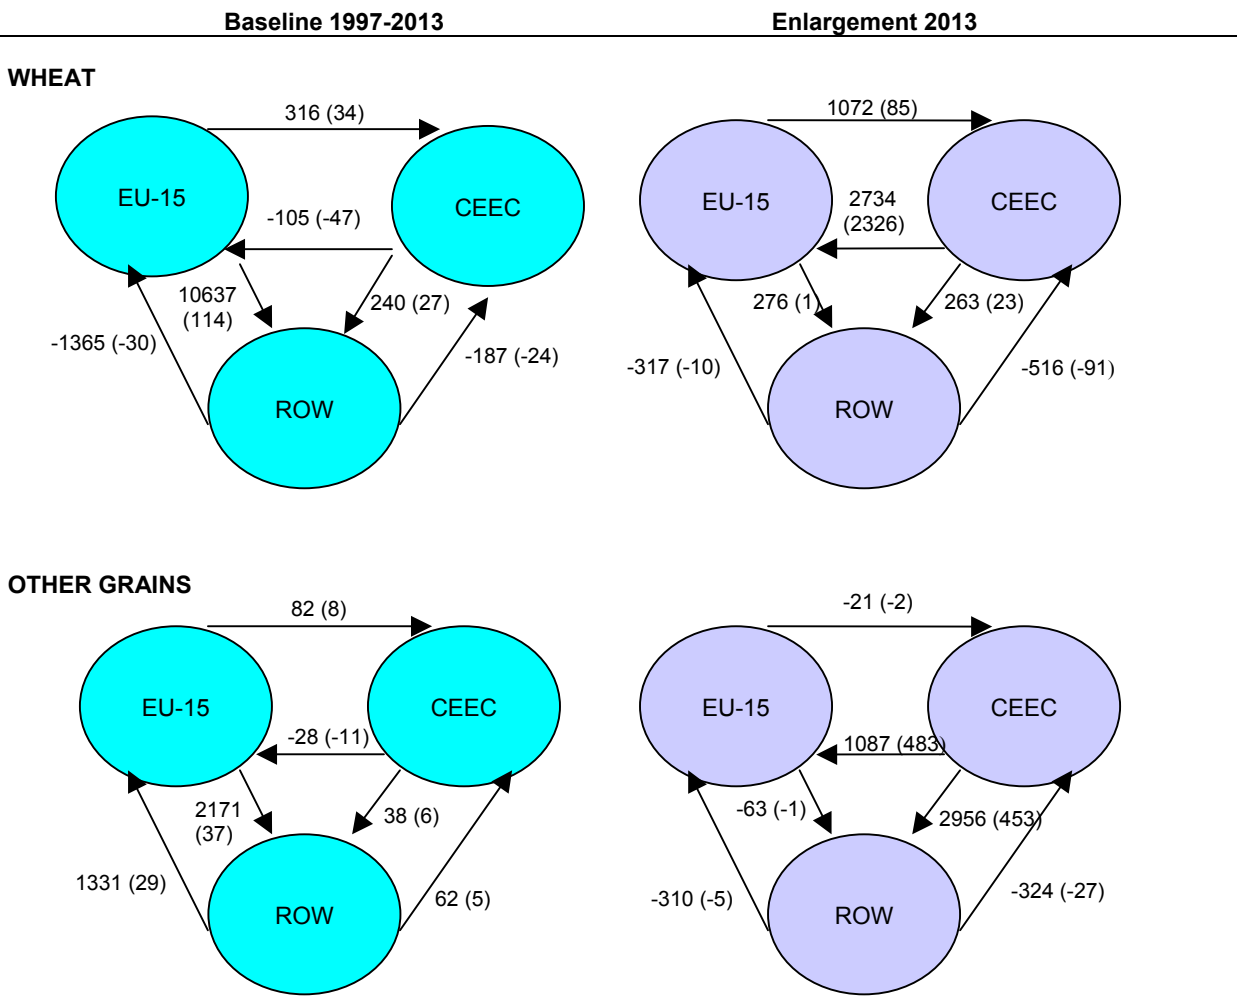 Baseline 1997-2013
Enlargement 2013
WHEAT
316 (34)
EU-15
CEEC
-105 (-47)
10637
(114)
240 (27)
-1365 (-30)
-187 (-24)
ROW
1072 (85)
EU-15
CEEC
2734
(2326)
276 (1)
263 (23)
-317 (-10)
-516 (-91)
ROW
OTHER GRAINS
82 (8)
EU-15
CEEC
-28 (-11)
2171
(37)
38 (6)
1331 (29)
62 (5)
ROW
-21 (-2)
EU-15
CEEC
1087 (483)
-63 (-1)
2956 (453)
-310 (-5)
-324 (-27)
ROW